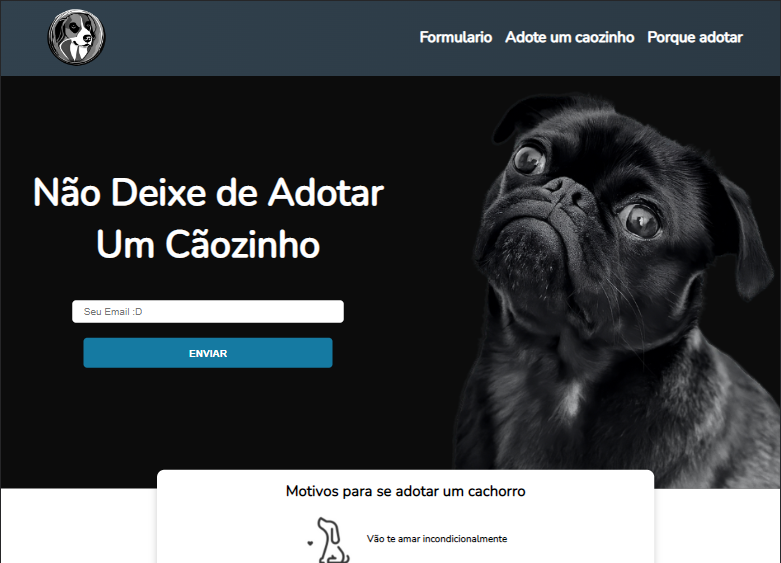 Formulario Adote um caozinho Porque adotar
Não Deixe de Adotar
Um Cãozinho
Seu Email :D
ENVIAR
Motivos para se adotar um cachorro
Vão te amar incondicionalmente